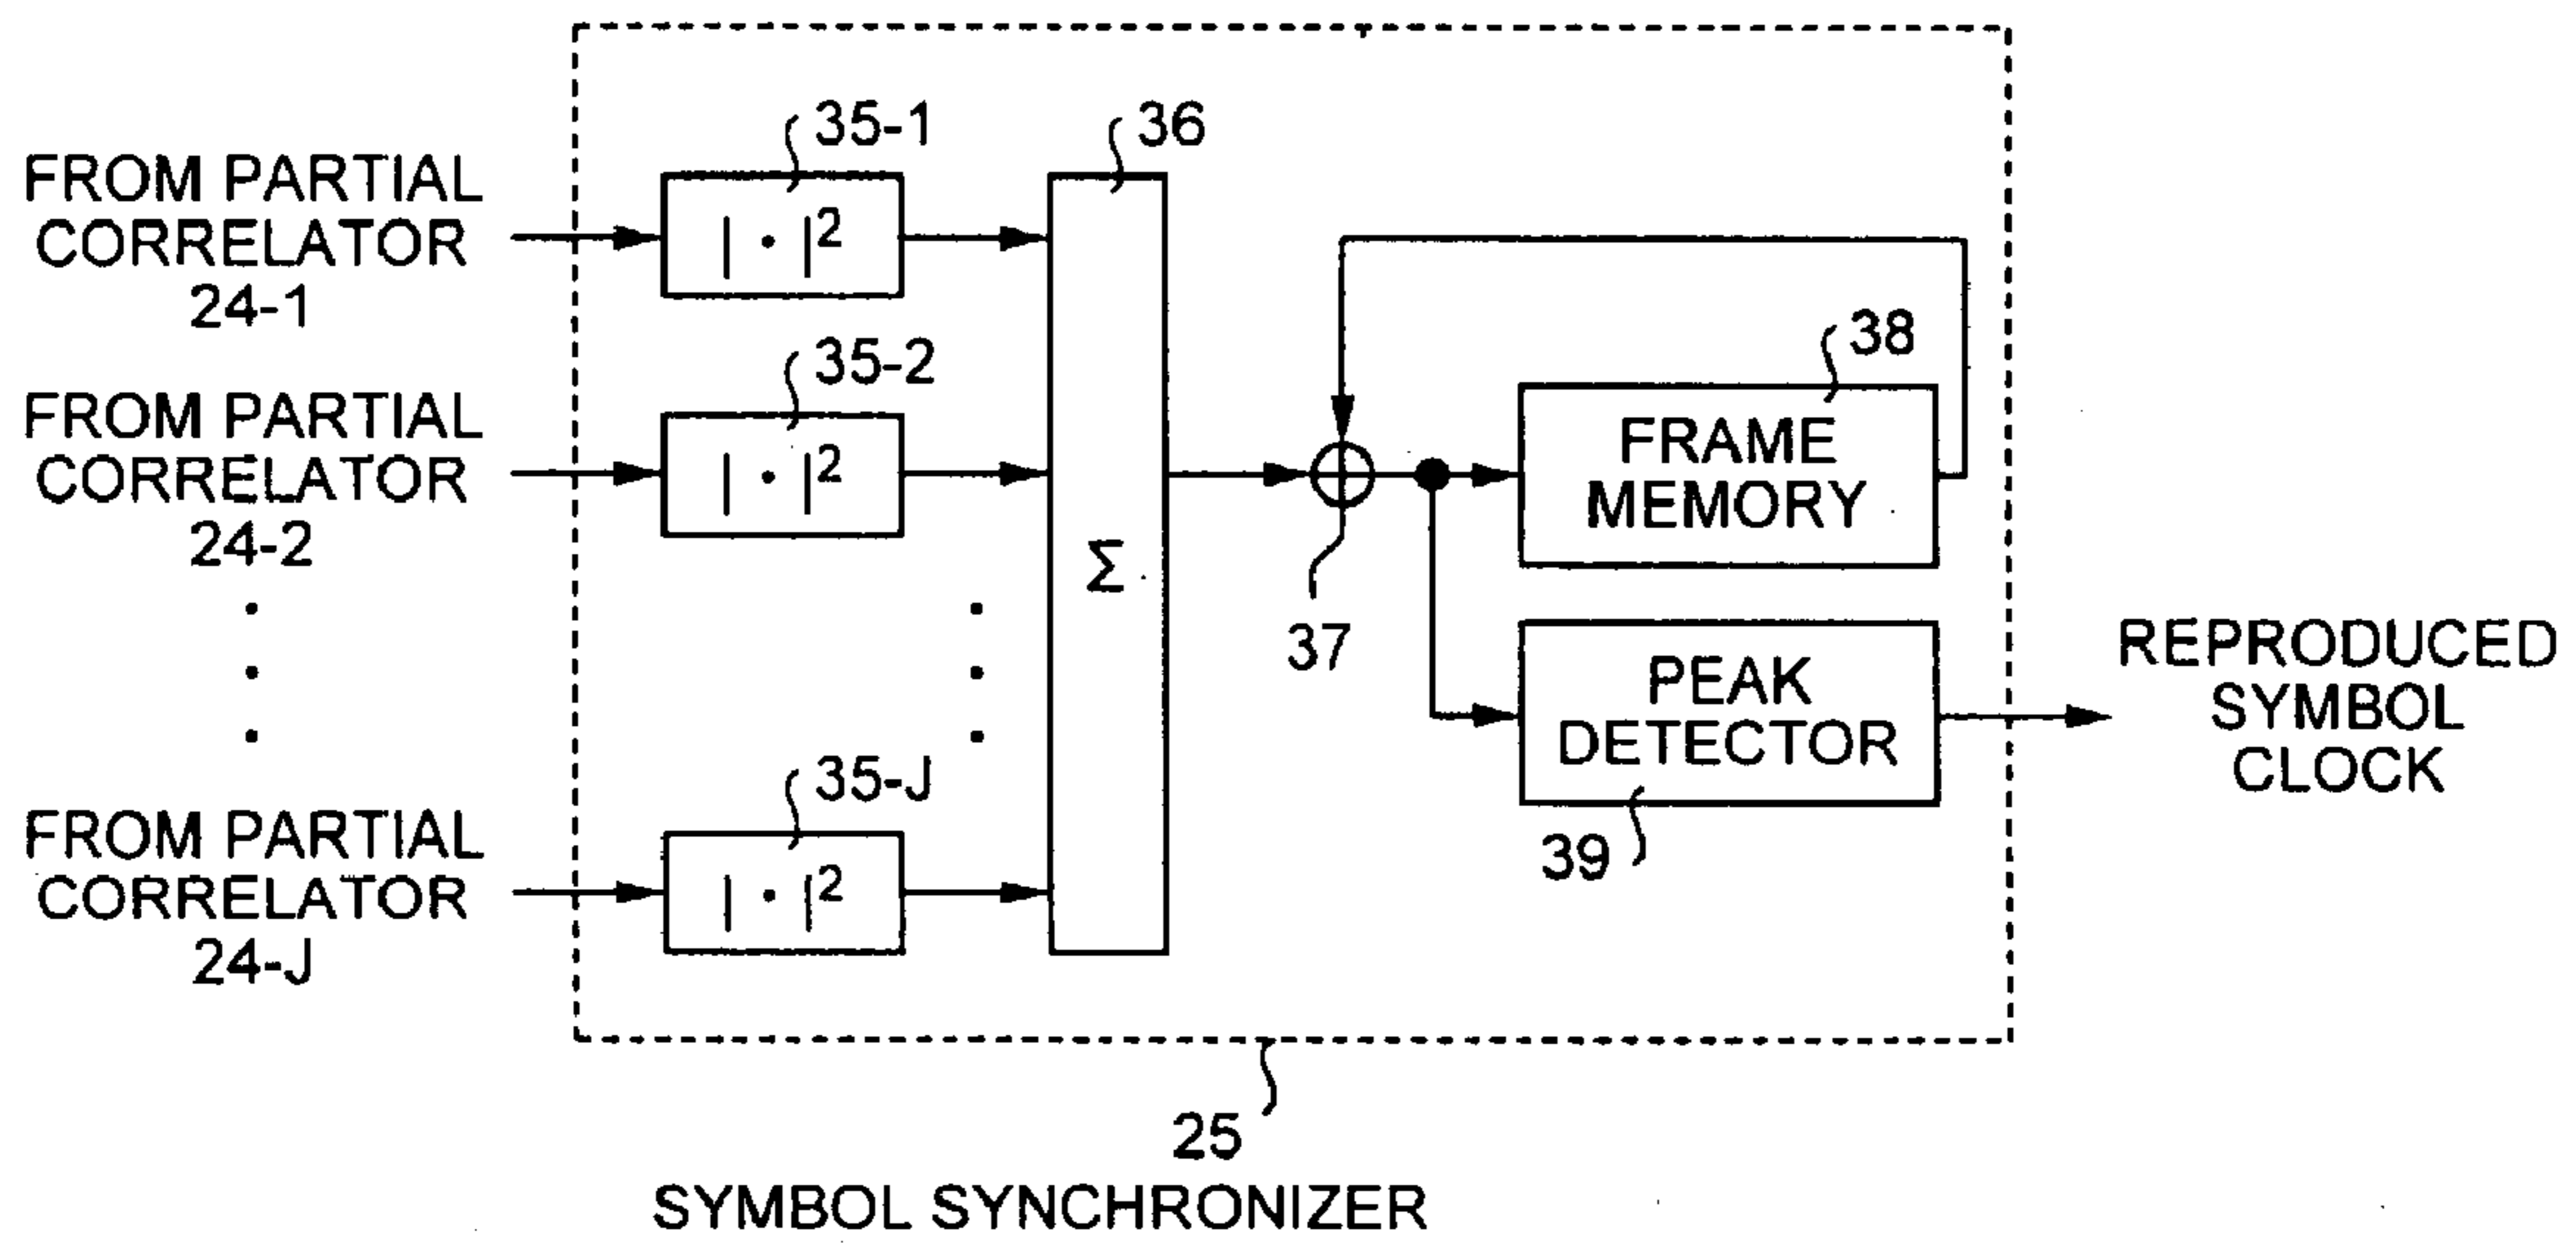 FROM PARTIAL
CORRELATOR
24-1
35-1
|·|²
36
FROM PARTIAL
CORRELATOR
24-2
35-2
|·|²
Σ
37
38
FRAME
MEMORY
PEAK
DETECTOR
39
REPRODUCED
SYMBOL
CLOCK
FROM PARTIAL
CORRELATOR
24-J
35-J
|·|²
25
SYMBOL SYNCHRONIZER